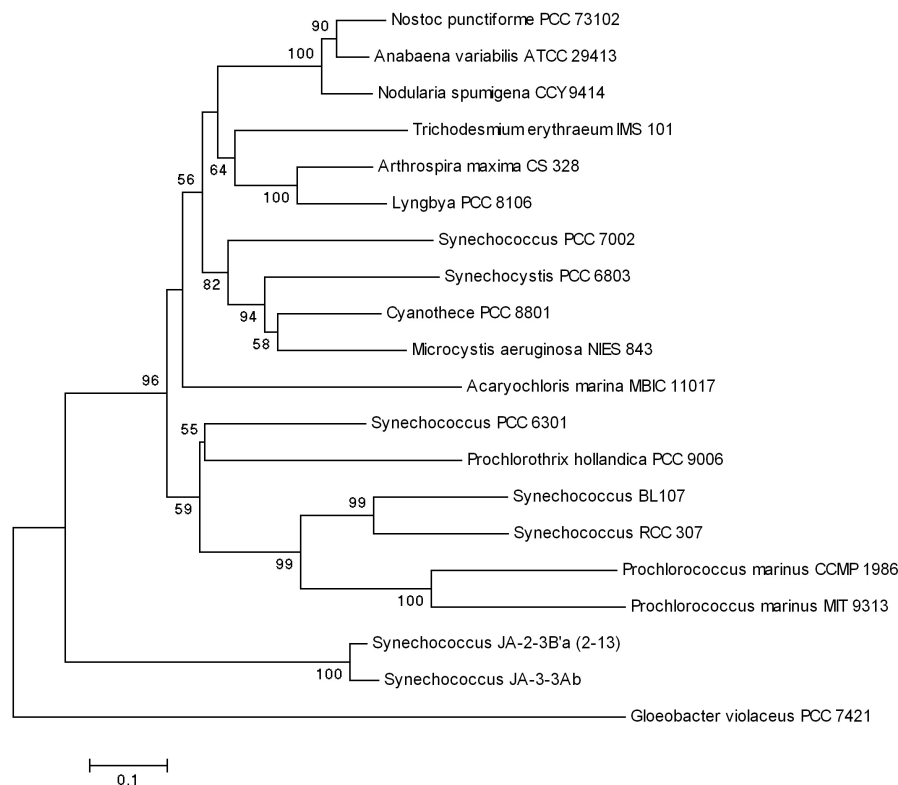 90
Nostoc punctiforme PCC 73102
100
Anabaena variabilis ATCC 29413
Nodularia spumigena CCY9414
Trichodesmium erythraeum IMS 101
64
Arthrospira maxima CS 328
56
100
Lyngbya PCC 8106
Synechococcus PCC 7002
82
Synechocystis PCC 6803
94
Cyanothece PCC 8801
58
Microcystis aeruginosa NIES 843
96
Acaryochloris marina MBIC 11017
55
Synechococcus PCC 6301
Prochlorothrix hollandica PCC 9006
59
99
Synechococcus BL107
Synechococcus RCC 307
99
Prochlorococcus marinus CCMP 1986
100
Prochlorococcus marinus MIT 9313
Synechococcus JA-2-3B'a (2-13)
100
Synechococcus JA-3-3Ab
Gloeobacter violaceus PCC 7421
0.1